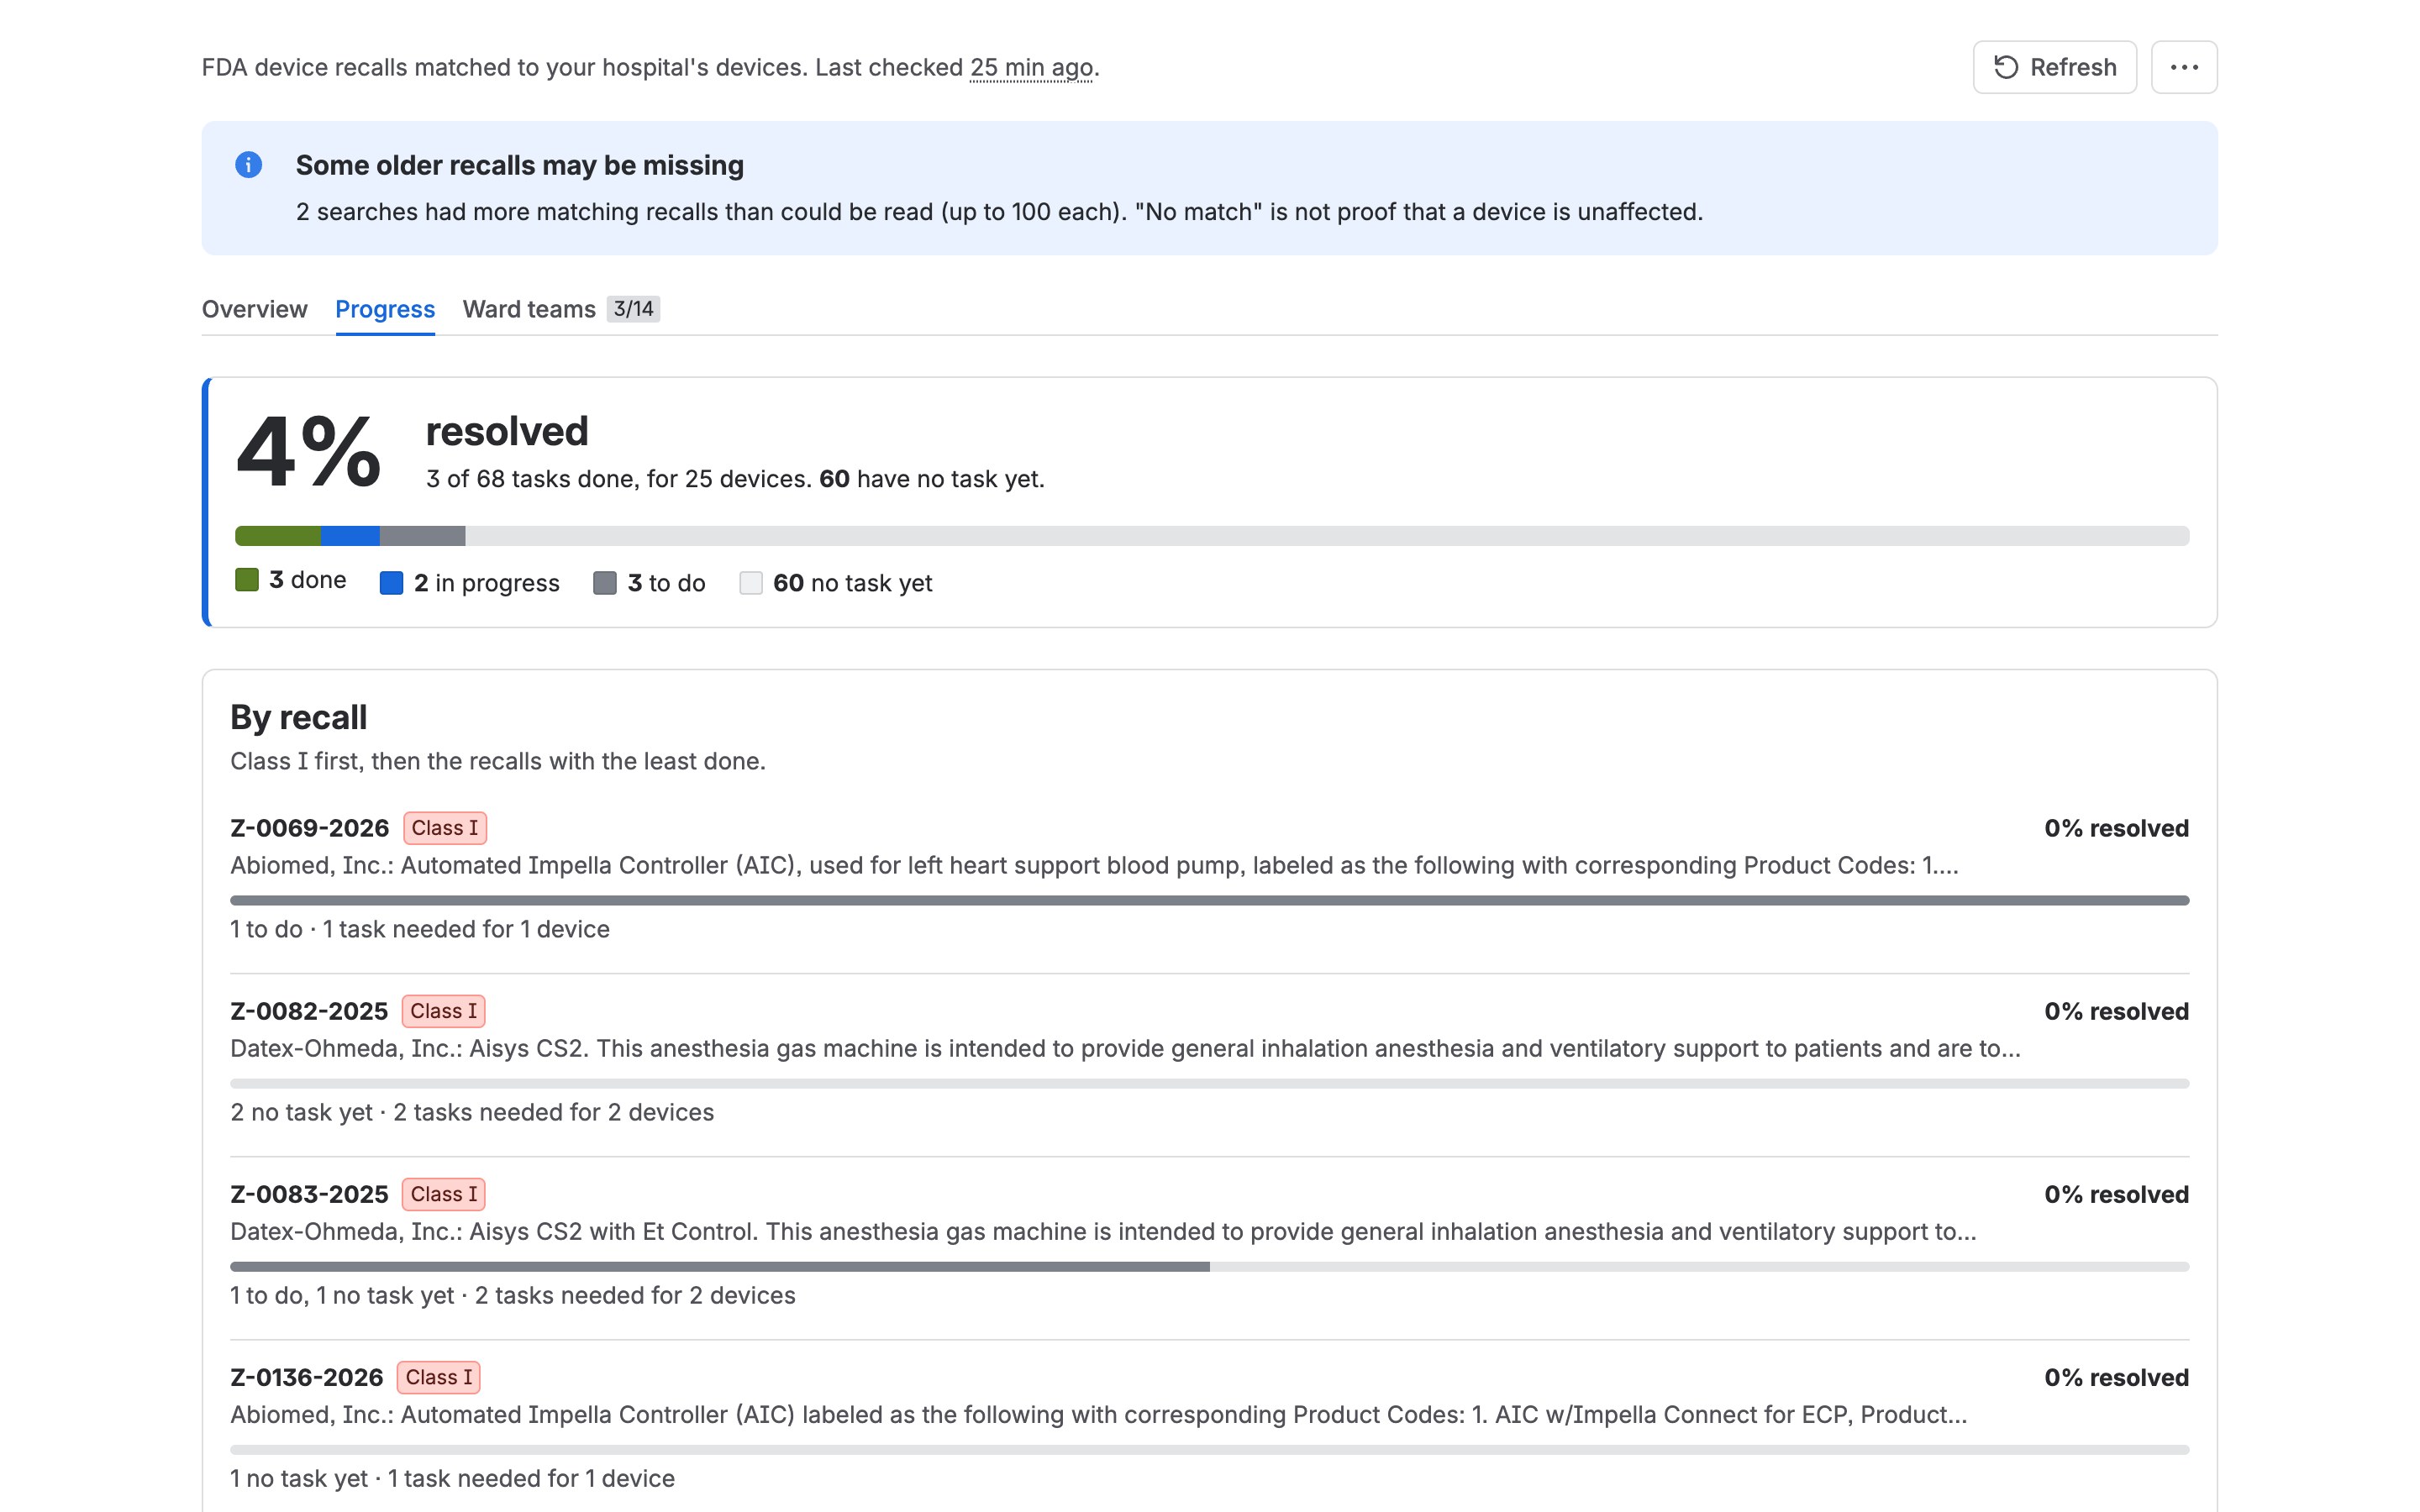 FDA device recalls matched to your hospital's devices. Last checked 25 min ago.
Refresh
Some older recalls may be missing
2 searches had more matching recalls than could be read (up to 100 each). "No match" is not proof that a device is unaffected.
Overview Progress Ward teams 3/14
4% resolved
3 of 68 tasks done, for 25 devices. 60 have no task yet.
3 done 2 in progress 3 to do 60 no task yet
By recall
Class I first, then the recalls with the least done.
Z-0069-2026 Class I 0% resolved
Abiomed, Inc.: Automated Impella Controller (AIC), used for left heart support blood pump, labeled as the following with corresponding Product Codes: 1....
1 to do · 1 task needed for 1 device
Z-0082-2025 Class I 0% resolved
Datex-Ohmeda, Inc.: Aisys CS2. This anesthesia gas machine is intended to provide general inhalation anesthesia and ventilatory support to patients and are to...
2 no task yet · 2 tasks needed for 2 devices
Z-0083-2025 Class I 0% resolved
Datex-Ohmeda, Inc.: Aisys CS2 with Et Control. This anesthesia gas machine is intended to provide general inhalation anesthesia and ventilatory support to...
1 to do, 1 no task yet · 2 tasks needed for 2 devices
Z-0136-2026 Class I 0% resolved
Abiomed, Inc.: Automated Impella Controller (AIC) labeled as the following with corresponding Product Codes: 1. AIC w/Impella Connect for ECP, Product...
1 no task yet · 1 task needed for 1 device